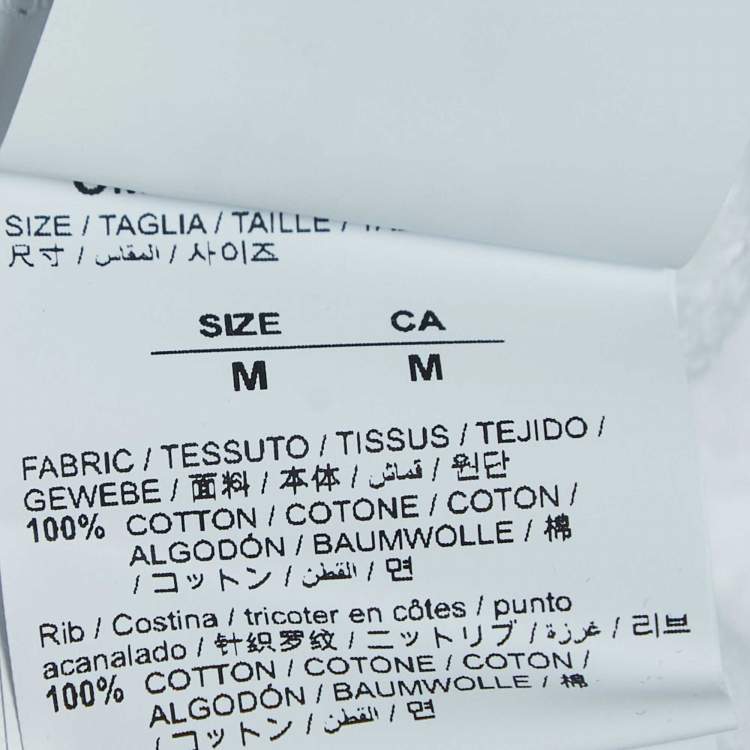 SIZE / TAGLIA / TAILLE /
尺寸 / المقاس / 사이즈
SIZE CA
M M
FABRIC / TESSUTO / TISSUS / TEJIDO /
GEWEBE / 面料 / 本体 / قماش / 원단
100% COTTON / COTONE / COTON /
ALGODÓN / BAUMWOLLE / 棉
/ コットン / القطن / 면
Rib / Costina / tricoter en côtes / punto
acanalado / 针织罗纹 / ニットリブ / غرزة / 리브
100% COTTON / COTONE / COTON /
ALGODÓN / BAUMWOLLE / 棉
/ コットン / القطن / 면